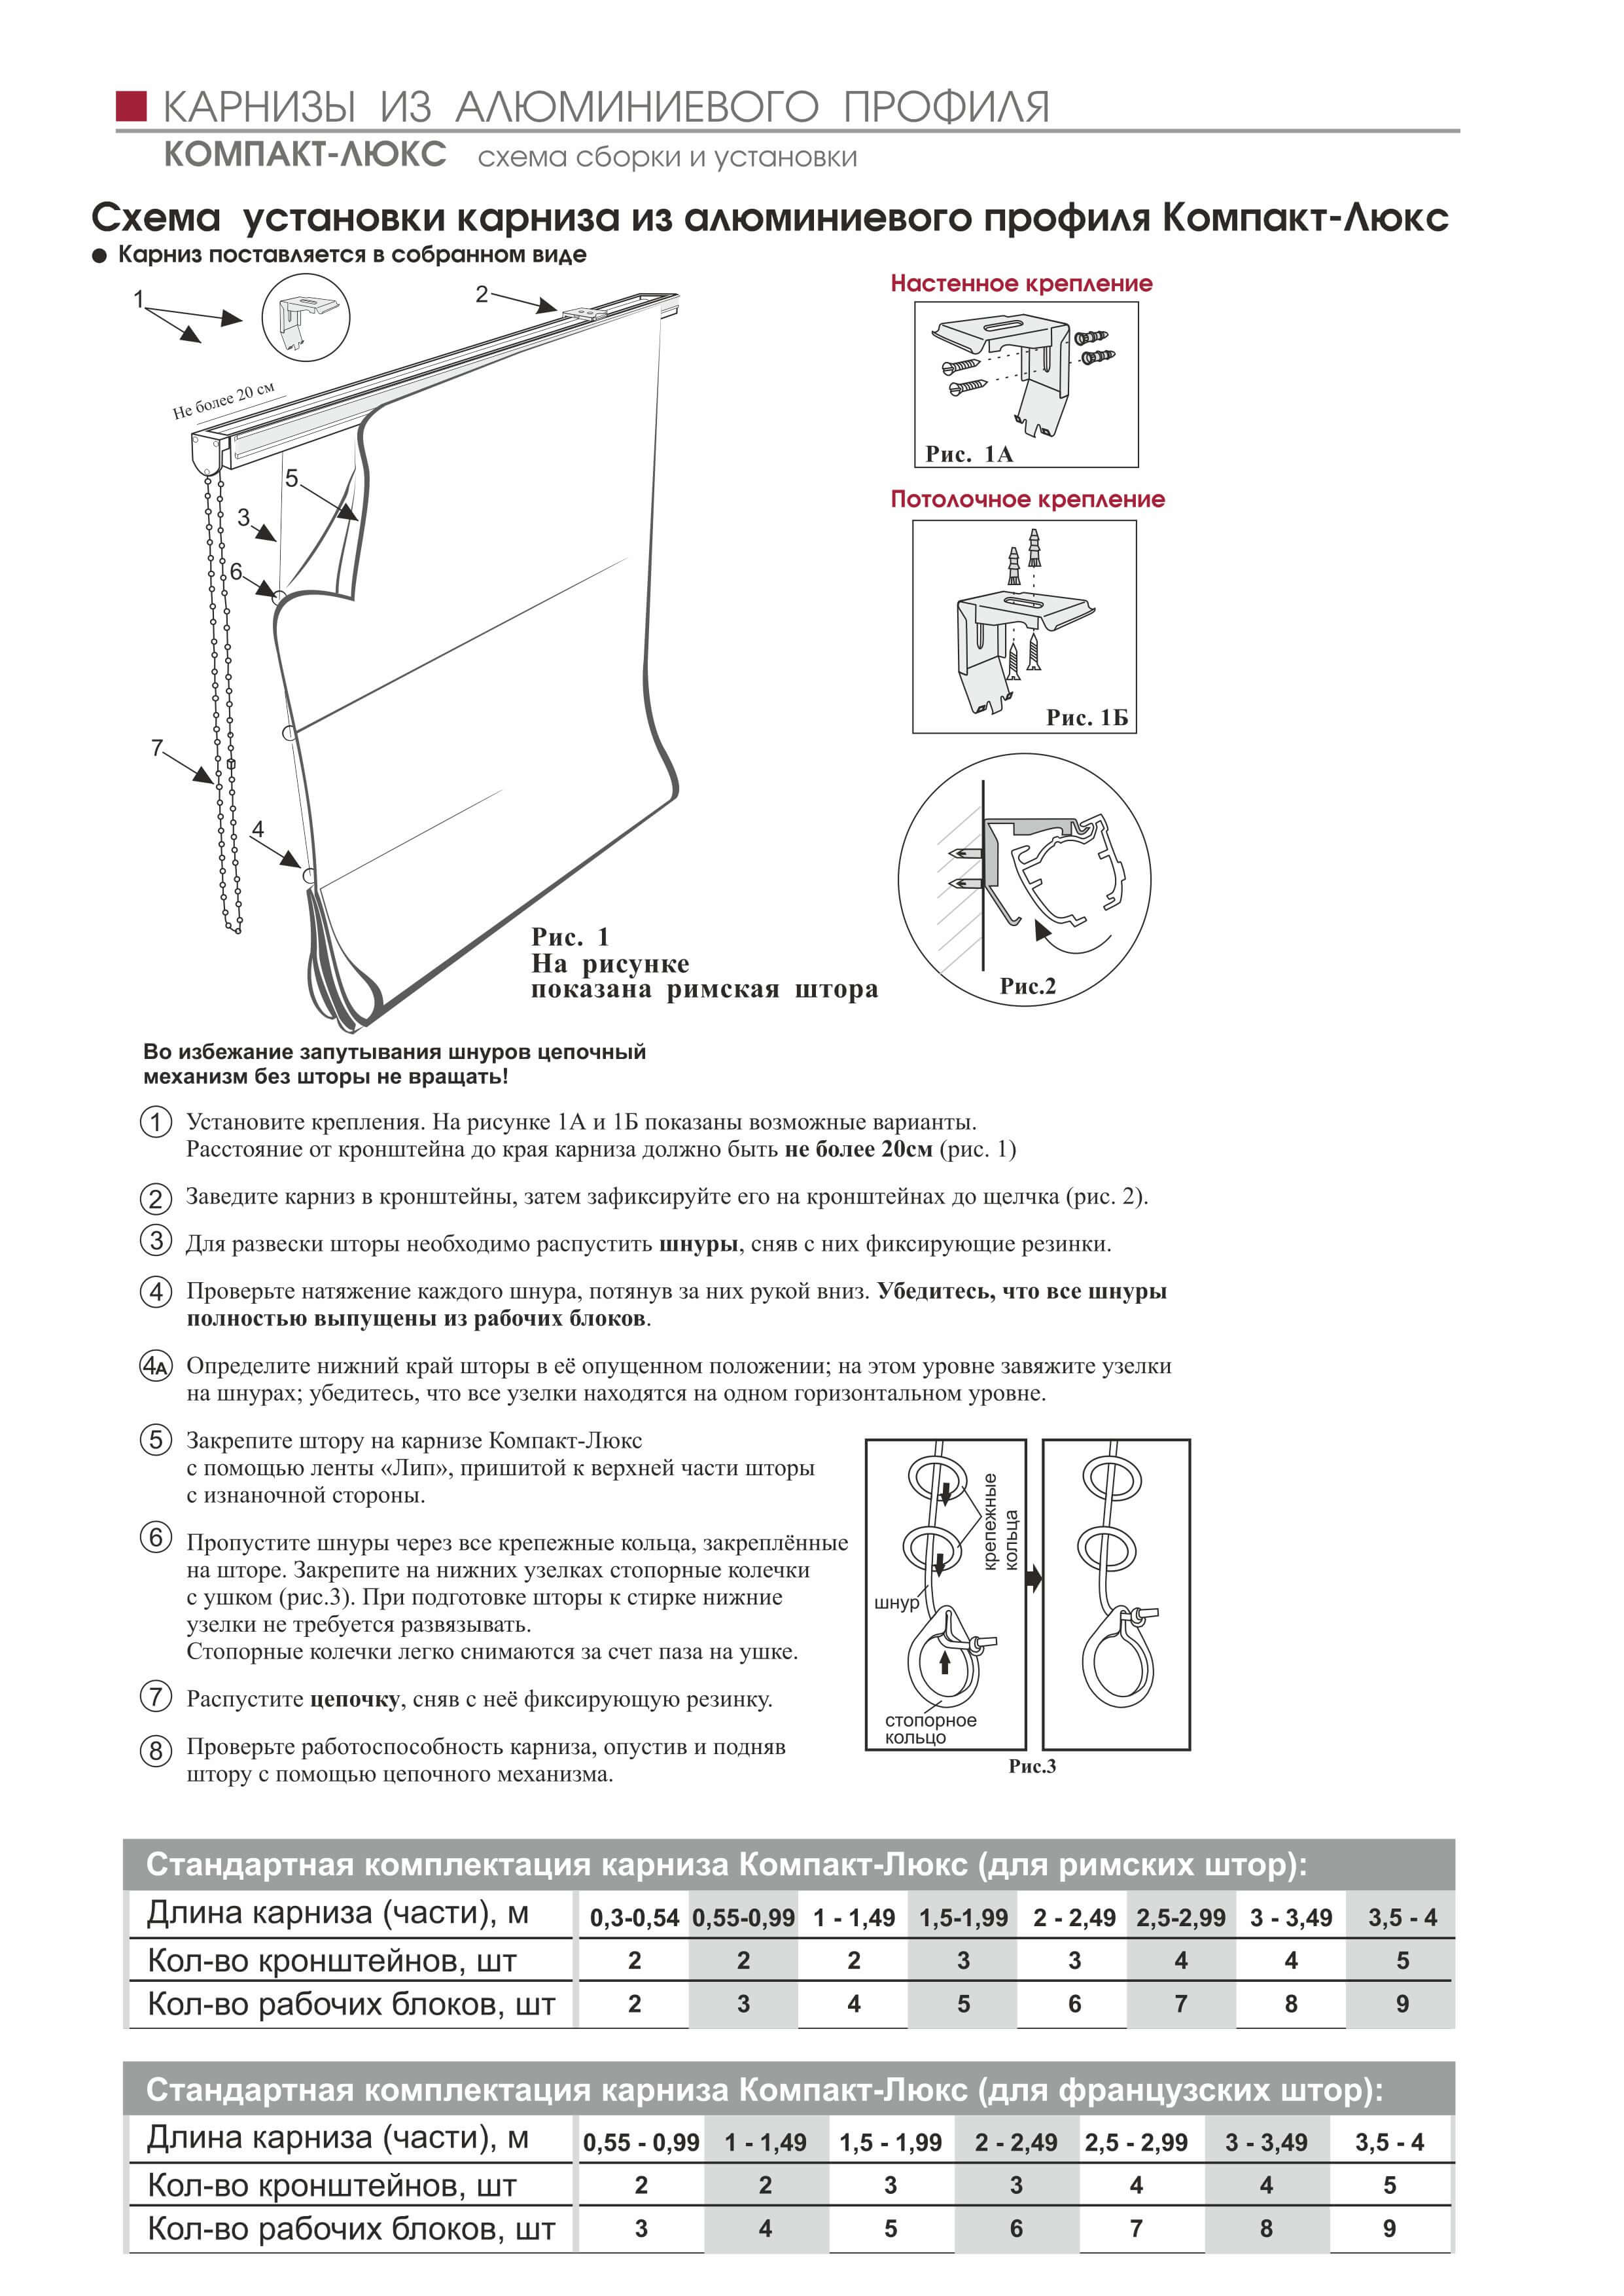 КАРНИЗЫ ИЗ АЛЮМИНИЕВОГО ПРОФИЛЯ
КОМПАКТ-ЛЮКС схема сборки и установки
Схема установки карниза из алюминиевого профиля Компакт-Люкс
● Карниз поставляется в собранном виде
1
2
Не более 20 см
5
3
6
7
4
Рис. 1
На рисунке
показана римская штора
Настенное крепление
Рис. 1А
Потолочное крепление
Рис. 1Б
Рис.2
Во избежание запутывания шнуров цепочный
механизм без шторы не вращать!
1 Установите крепления. На рисунке 1А и 1Б показаны возможные варианты.
Расстояние от кронштейна до края карниза должно быть не более 20см (рис. 1)
2 Заведите карниз в кронштейны, затем зафиксируйте его на кронштейнах до щелчка (рис. 2).
3 Для развески шторы необходимо распустить шнуры, сняв с них фиксирующие резинки.
4 Проверьте натяжение каждого шнура, потянув за них рукой вниз. Убедитесь, что все шнуры
полностью выпущены из рабочих блоков.
4А Определите нижний край шторы в её опущенном положении; на этом уровне завяжите узелки
на шнурах; убедитесь, что все узелки находятся на одном горизонтальном уровне.
5 Закрепите штору на карнизе Компакт-Люкс
с помощью ленты «Лип», пришитой к верхней части шторы
с изнаночной стороны.
6 Пропустите шнуры через все крепежные кольца, закреплённые
на шторе. Закрепите на нижних узелках стопорные колечки
с ушком (рис.3). При подготовке шторы к стирке нижние
узелки не требуется развязывать.
Стопорные колечки легко снимаются за счет паза на ушке.
7 Распустите цепочку, сняв с неё фиксирующую резинку.
8 Проверьте работоспособность карниза, опустив и подняв
штору с помощью цепочного механизма.
крепежные
кольца
шнур
стопорное
кольцо
Рис.3
Стандартная комплектация карниза Компакт-Люкс (для римских штор):
Длина карниза (части), м 0,3-0,54 0,55-0,99 1 - 1,49 1,5-1,99 2 - 2,49 2,5-2,99 3 - 3,49 3,5 - 4
Кол-во кронштейнов, шт 2 2 2 3 3 4 4 5
Кол-во рабочих блоков, шт 2 3 4 5 6 7 8 9
Стандартная комплектация карниза Компакт-Люкс (для французских штор):
Длина карниза (части), м 0,55 - 0,99 1 - 1,49 1,5 - 1,99 2 - 2,49 2,5 - 2,99 3 - 3,49 3,5 - 4
Кол-во кронштейнов, шт 2 2 3 3 4 4 5
Кол-во рабочих блоков, шт 3 4 5 6 7 8 9